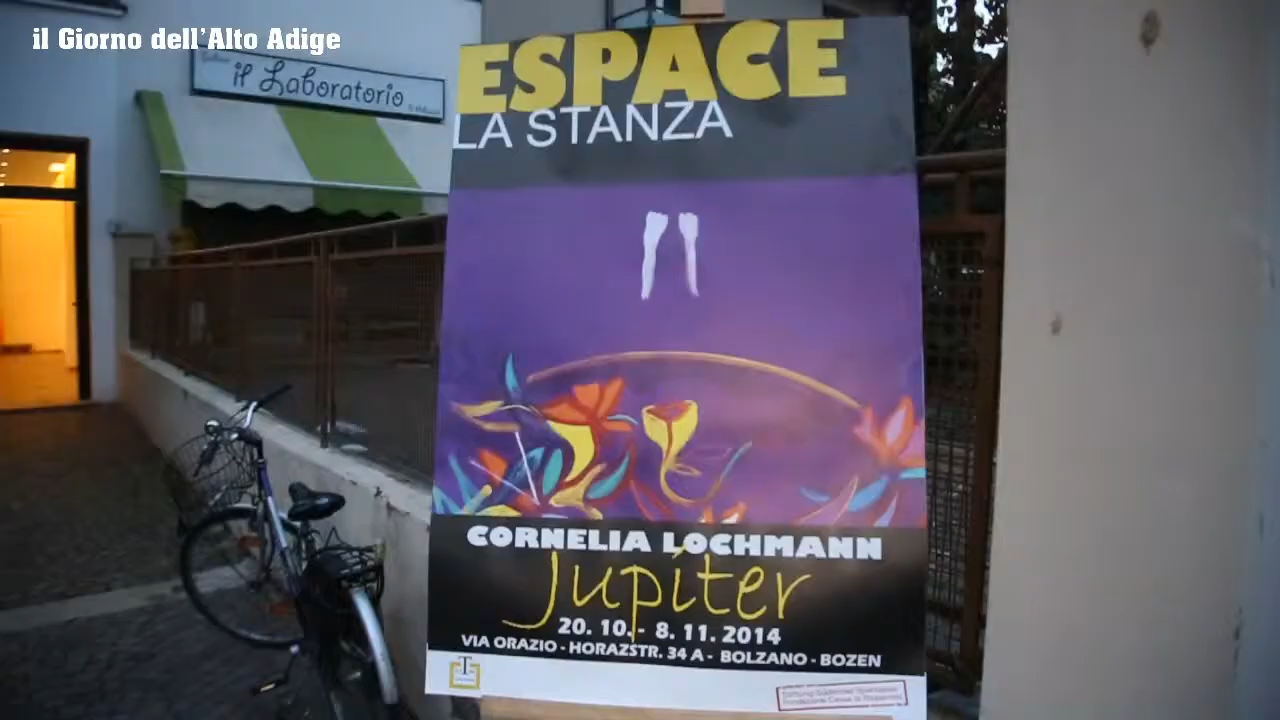 il Giorno dell'Alto Adige
il Laboratorio
ESPACE
LA STANZA
CORNELIA LOCHMANN
Jupiter
20. 10. - 8. 11. 2014
VIA ORAZIO - HORAZSTR. 34 A - BOLZANO - BOZEN
T